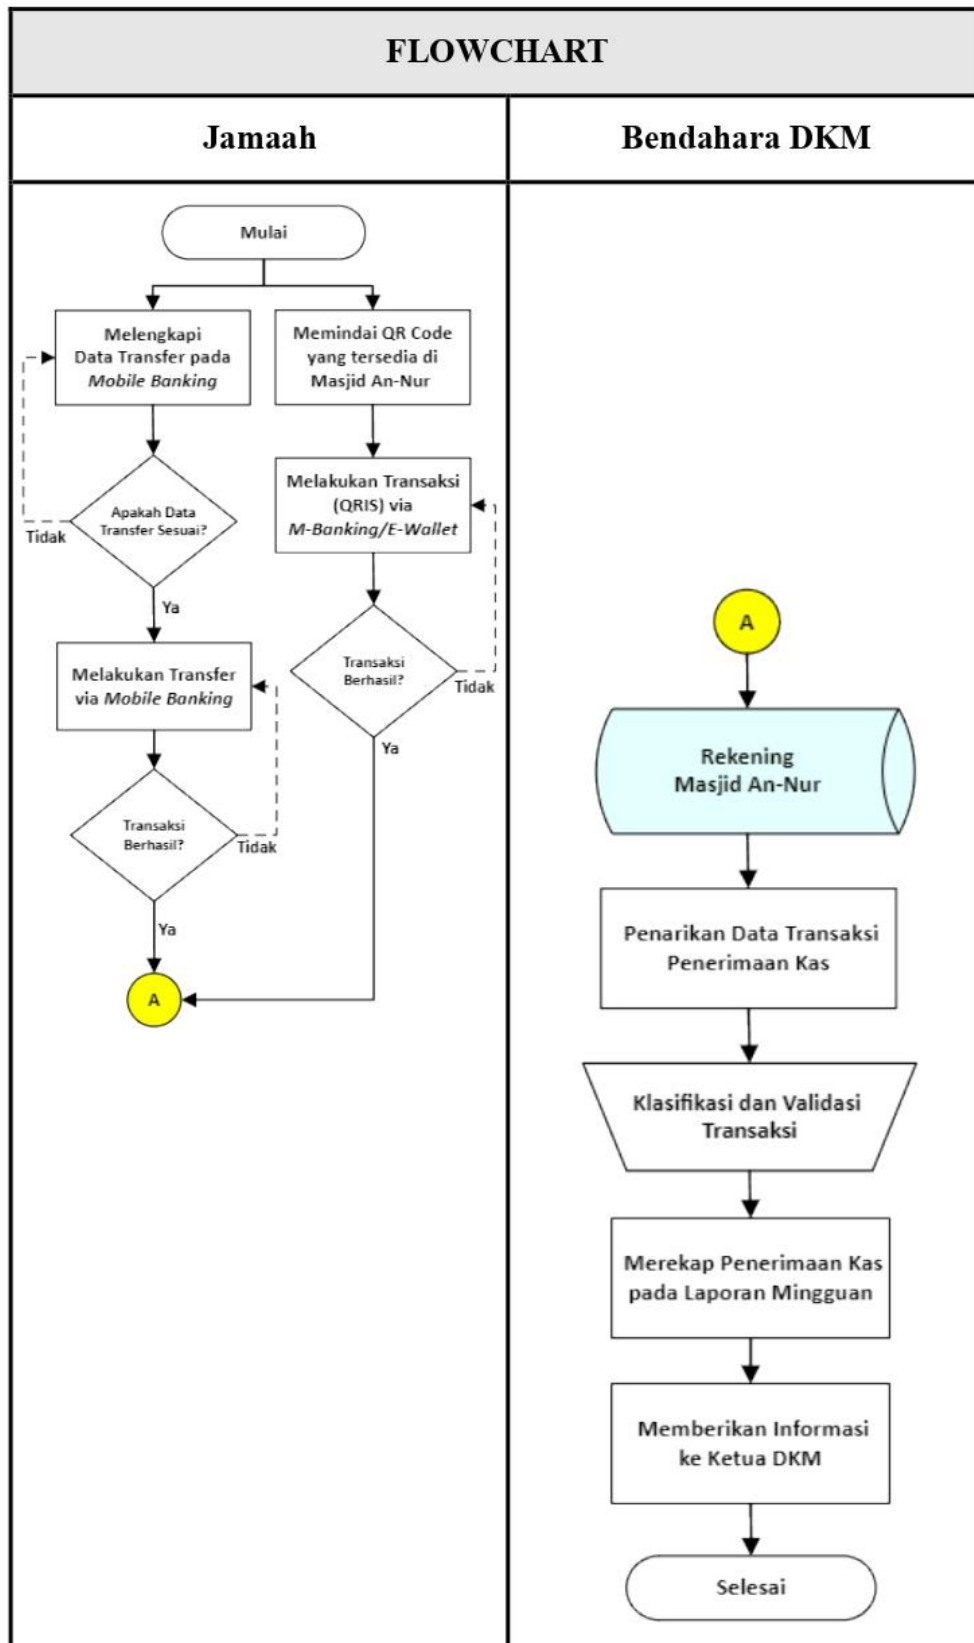 FLOWCHART
Jamaah
Bendahara DKM
Mulai
Melengkapi
Data Transfer pada
Mobile Banking
Memindai QR Code
yang tersedia di
Masjid An-Nur
Apakah Data
Transfer Sesuai?
Tidak
Ya
Melakukan Transaksi
(QRIS) via
M-Banking/E-Wallet
Transaksi
Berhasil?
Tidak
Ya
Melakukan Transfer
via Mobile Banking
Transaksi
Berhasil?
Tidak
Ya
A
A
Rekening
Masjid An-Nur
Penarikan Data Transaksi
Penerimaan Kas
Klasifikasi dan Validasi
Transaksi
Merekap Penerimaan Kas
pada Laporan Mingguan
Memberikan Informasi
ke Ketua DKM
Selesai